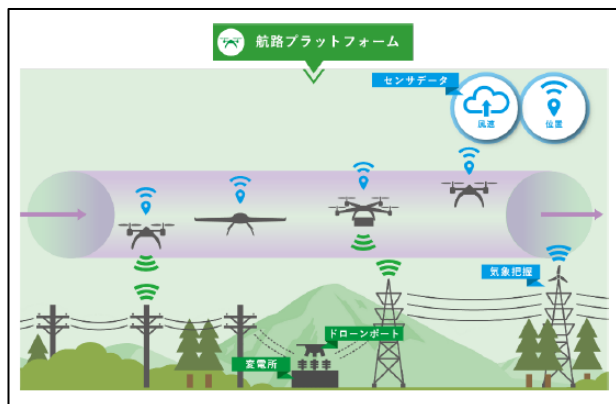 航路プラットフォーム
センサデータ
風速
位置
気象把握
ドローンポート
変電所